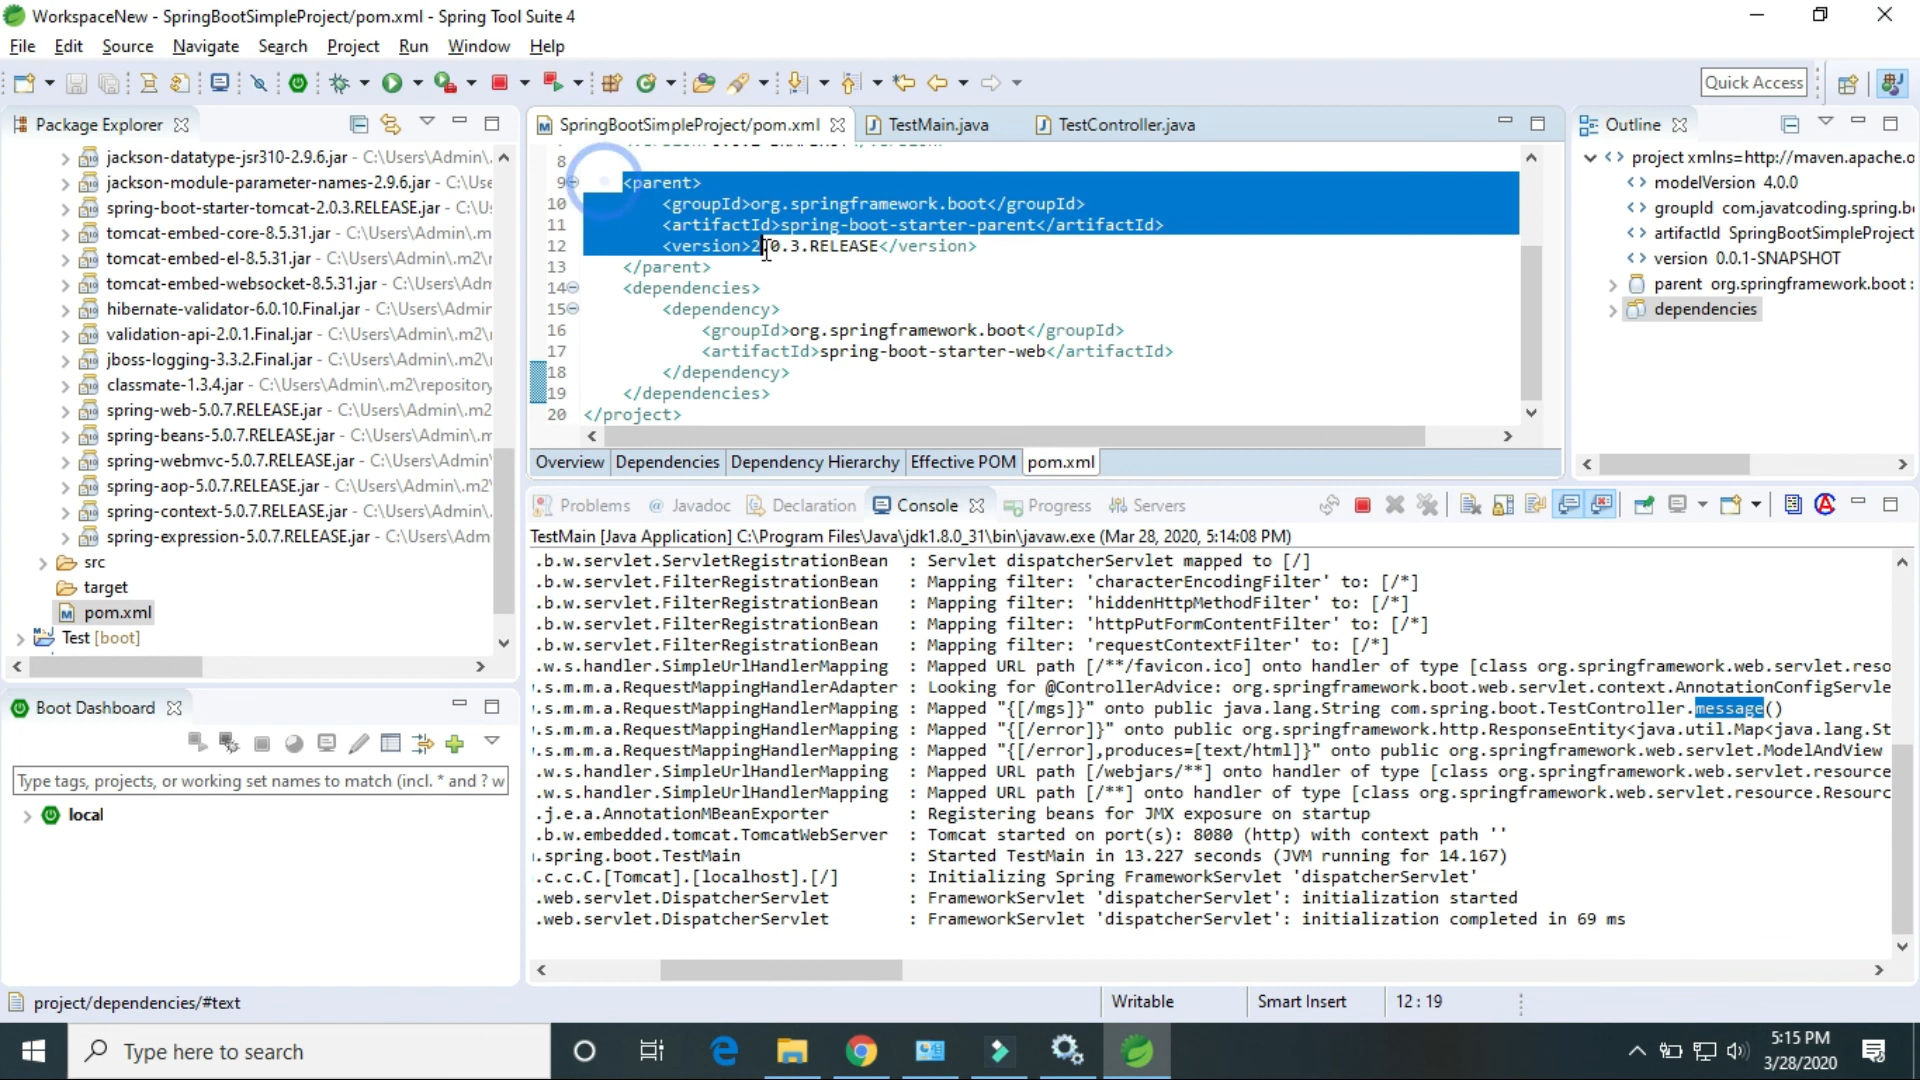 WorkspaceNew - SpringBootSimpleProject/pom.xml - Spring Tool Suite 4
File Edit Source Navigate Search Project Run Window Help
Quick Access
Package Explorer
jackson-datatype-jsr310-2.9.6.jar - C:\Users\Admin\.
jackson-module-parameter-names-2.9.6.jar - C:\Use
spring-boot-starter-tomcat-2.0.3.RELEASE.jar - C:\Us
tomcat-embed-core-8.5.31.jar - C:\Users\Admin\.m2
tomcat-embed-el-8.5.31.jar - C:\Users\Admin\.m2\re
tomcat-embed-websocket-8.5.31.jar - C:\Users\Adm
hibernate-validator-6.0.10.Final.jar - C:\Users\Admin
validation-api-2.0.1.Final.jar - C:\Users\Admin\.m2\
jboss-logging-3.3.2.Final.jar - C:\Users\Admin\.m2\r
classmate-1.3.4.jar - C:\Users\Admin\.m2\repository
spring-web-5.0.7.RELEASE.jar - C:\Users\Admin\.m2
spring-beans-5.0.7.RELEASE.jar - C:\Users\Admin\.m
spring-webmvc-5.0.7.RELEASE.jar - C:\Users\Admin\
spring-aop-5.0.7.RELEASE.jar - C:\Users\Admin\.m2\
spring-context-5.0.7.RELEASE.jar - C:\Users\Admin\.
spring-expression-5.0.7.RELEASE.jar - C:\Users\Adm
src
target
pom.xml
Test [boot]
Boot Dashboard
Type tags, projects, or working set names to match (incl. * and ? w
local
SpringBootSimpleProject/pom.xml TestMain.java TestController.java
8
9 <parent>
10 <groupId>org.springframework.boot</groupId>
11 <artifactId>spring-boot-starter-parent</artifactId>
12 <version>2.0.3.RELEASE</version>
13 </parent>
14 <dependencies>
15 <dependency>
16 <groupId>org.springframework.boot</groupId>
17 <artifactId>spring-boot-starter-web</artifactId>
18 </dependency>
19 </dependencies>
20 </project>
Overview Dependencies Dependency Hierarchy Effective POM pom.xml
Outline
project xmlns=http://maven.apache.o
modelVersion 4.0.0
groupId com.javatcoding.spring.b
artifactId SpringBootSimpleProject
version 0.0.1-SNAPSHOT
parent org.springframework.boot :
dependencies
Problems Javadoc Declaration Console Progress Servers
TestMain [Java Application] C:\Program Files\Java\jdk1.8.0_31\bin\javaw.exe (Mar 28, 2020, 5:14:08 PM)
.b.w.servlet.ServletRegistrationBean : Servlet dispatcherServlet mapped to [/]
.b.w.servlet.FilterRegistrationBean : Mapping filter: 'characterEncodingFilter' to: [/*]
.b.w.servlet.FilterRegistrationBean : Mapping filter: 'hiddenHttpMethodFilter' to: [/*]
.b.w.servlet.FilterRegistrationBean : Mapping filter: 'httpPutFormContentFilter' to: [/*]
.b.w.servlet.FilterRegistrationBean : Mapping filter: 'requestContextFilter' to: [/*]
.w.s.handler.SimpleUrlHandlerMapping : Mapped URL path [/**/favicon.ico] onto handler of type [class org.springframework.web.servlet.reso
.s.m.m.a.RequestMappingHandlerAdapter : Looking for @ControllerAdvice: org.springframework.boot.web.servlet.context.AnnotationConfigServle
.s.m.m.a.RequestMappingHandlerMapping : Mapped "{[/mgs]}" onto public java.lang.String com.spring.boot.TestController.message()
.s.m.m.a.RequestMappingHandlerMapping : Mapped "{[/error]}" onto public org.springframework.http.ResponseEntity<java.util.Map<java.lang.St
.s.m.m.a.RequestMappingHandlerMapping : Mapped "{[/error],produces=[text/html]}" onto public org.springframework.web.servlet.ModelAndView
.w.s.handler.SimpleUrlHandlerMapping : Mapped URL path [/webjars/**] onto handler of type [class org.springframework.web.servlet.resource
.w.s.handler.SimpleUrlHandlerMapping : Mapped URL path [/**] onto handler of type [class org.springframework.web.servlet.resource.Resourc
.j.e.a.AnnotationMBeanExporter : Registering beans for JMX exposure on startup
.b.w.embedded.tomcat.TomcatWebServer : Tomcat started on port(s): 8080 (http) with context path ''
.spring.boot.TestMain : Started TestMain in 13.227 seconds (JVM running for 14.167)
.c.c.C.[Tomcat].[localhost].[/] : Initializing Spring FrameworkServlet 'dispatcherServlet'
.web.servlet.DispatcherServlet : FrameworkServlet 'dispatcherServlet': initialization started
.web.servlet.DispatcherServlet : FrameworkServlet 'dispatcherServlet': initialization completed in 69 ms
project/dependencies/#text Writable Smart Insert 12 : 19
Type here to search
5:15 PM
3/28/2020